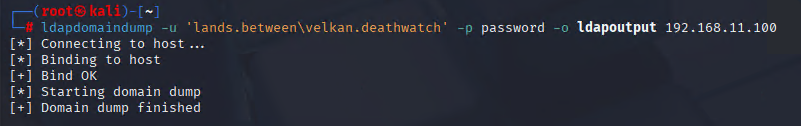 ┌──(root㉿kali)-[~]
└─# ldapdomaindump -u 'lands.between\velkan.deathwatch' -p password -o ldapoutput 192.168.11.100
[*] Connecting to host...
[*] Binding to host
[+] Bind OK
[*] Starting domain dump
[+] Domain dump finished